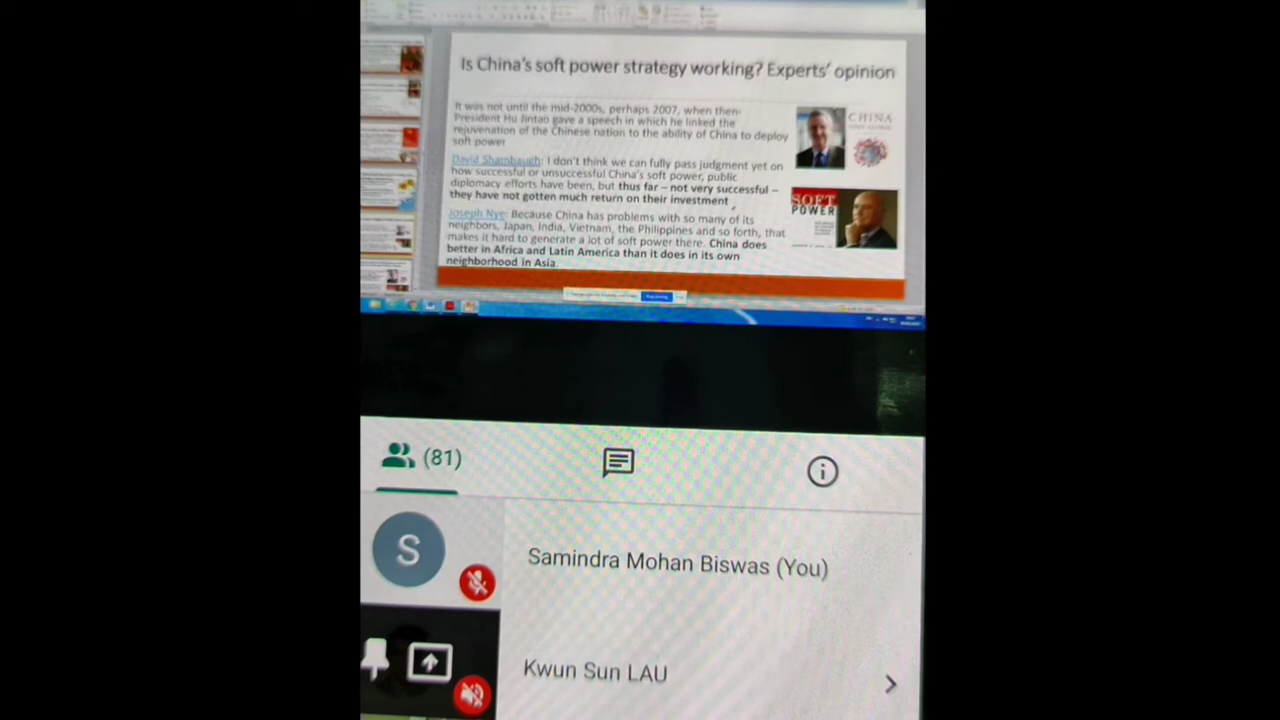 Is China's soft power strategy working? Experts' opinion
It was not until the mid-2000s, perhaps 2007, when then-
President Hu Jintao gave a speech in which he linked the
rejuvenation of the Chinese nation to the ability of China to deploy
soft power
David Shambaugh: I don't think we can fully pass judgment yet on
how successful or unsuccessful China's soft power, public
diplomacy efforts have been, but thus far – not very successful –
they have not gotten much return on their investment
Joseph Nye: Because China has problems with so many of its
neighbors, Japan, India, Vietnam, the Philippines and so forth, that
makes it hard to generate a lot of soft power there. China does
better in Africa and Latin America than it does in its own
neighborhood in Asia.
CHINA
SOFT
POWER
(81)
S
Samindra Mohan Biswas (You)
Kwun Sun LAU